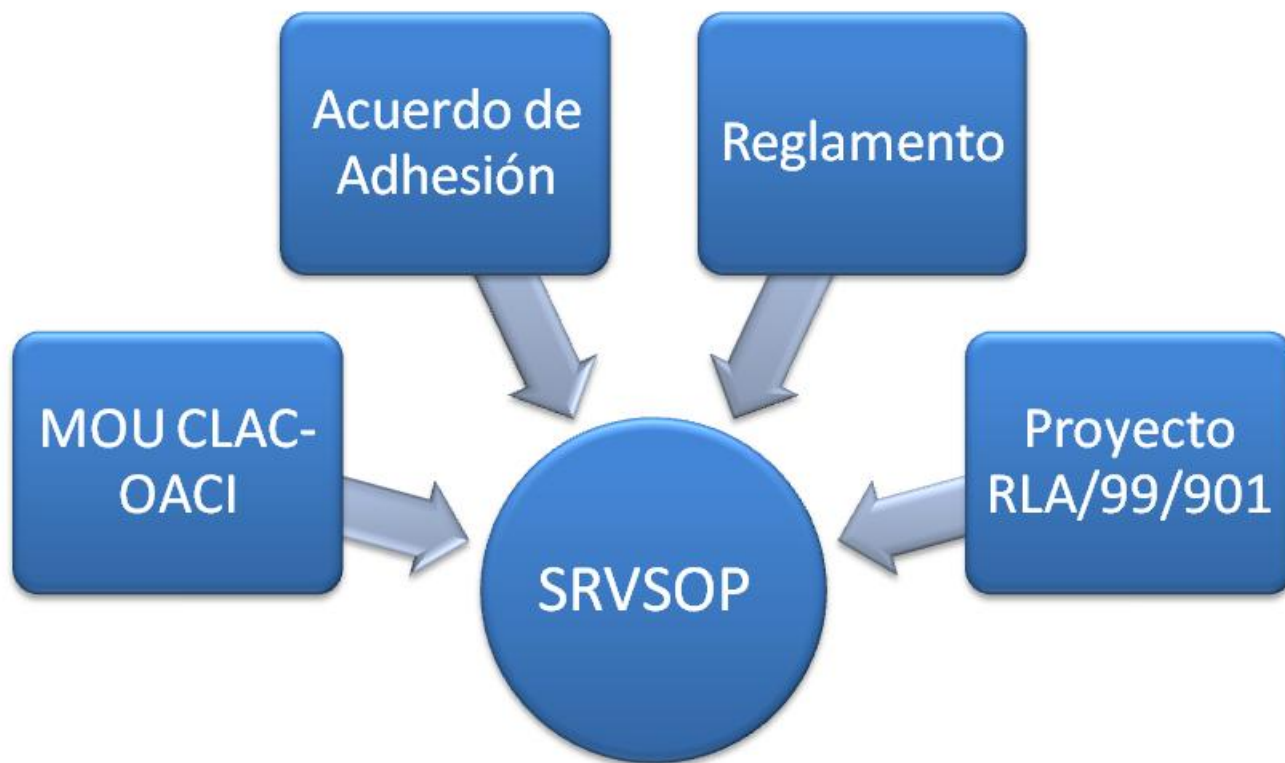 Acuerdo de
Adhesión
Reglamento
MOU CLAC-
OACI
Proyecto
RLA/99/901
SRVSOP